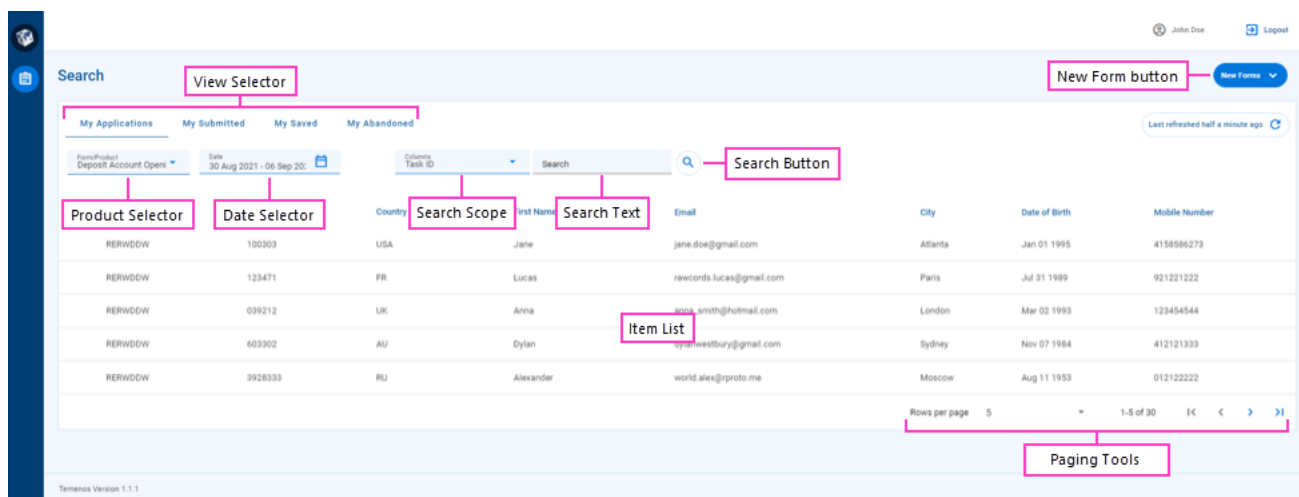 John Doe Logout
Search View Selector New Form button New Forms
My Applications My Submitted My Saved My Abandoned Last refreshed half a minute ago
Form/Product Date Columns
Deposit Account Openi 30 Aug 2021 - 06 Sep 20 Task ID Search Search Button
Product Selector Date Selector Country Search Scope First Name Search Text Email City Date of Birth Mobile Number
RERWDDW 100303 USA Jane jane.doe@gmail.com Atlanta Jan 01 1995 4158586273
RERWDDW 123471 FR Lucas rawcords.lucas@gmail.com Paris Jul 31 1989 921221222
RERWDDW 039212 UK Anna anna_smith@hotmail.com London Mar 02 1993 123454544
Item List
RERWDDW 603302 AU Dylan dylanwestbury@gmail.com Sydney Nov 07 1984 412121333
RERWDDW 3928333 RU Alexander world.alex@rproto.me Moscow Aug 11 1953 012122222
Rows per page 5 1-5 of 30
Paging Tools
Temenos Version 1.1.1